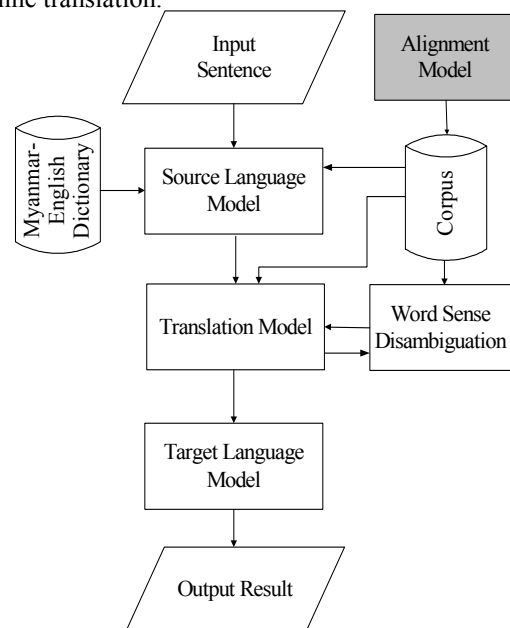 translation.
Input
Sentence
Alignment
Model
Myanmar-
English
Dictionary
Source Language
Model
Corpus
Translation Model
Word Sense
Disambiguation
Target Language
Model
Output Result